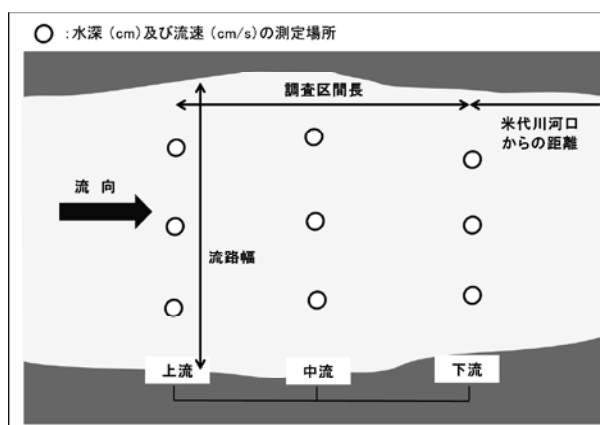 ○ :水深(cm)及び流速(cm/s)の測定場所
調査区間長
米代川河口
からの距離
流 向
流路幅
上流
中流
下流